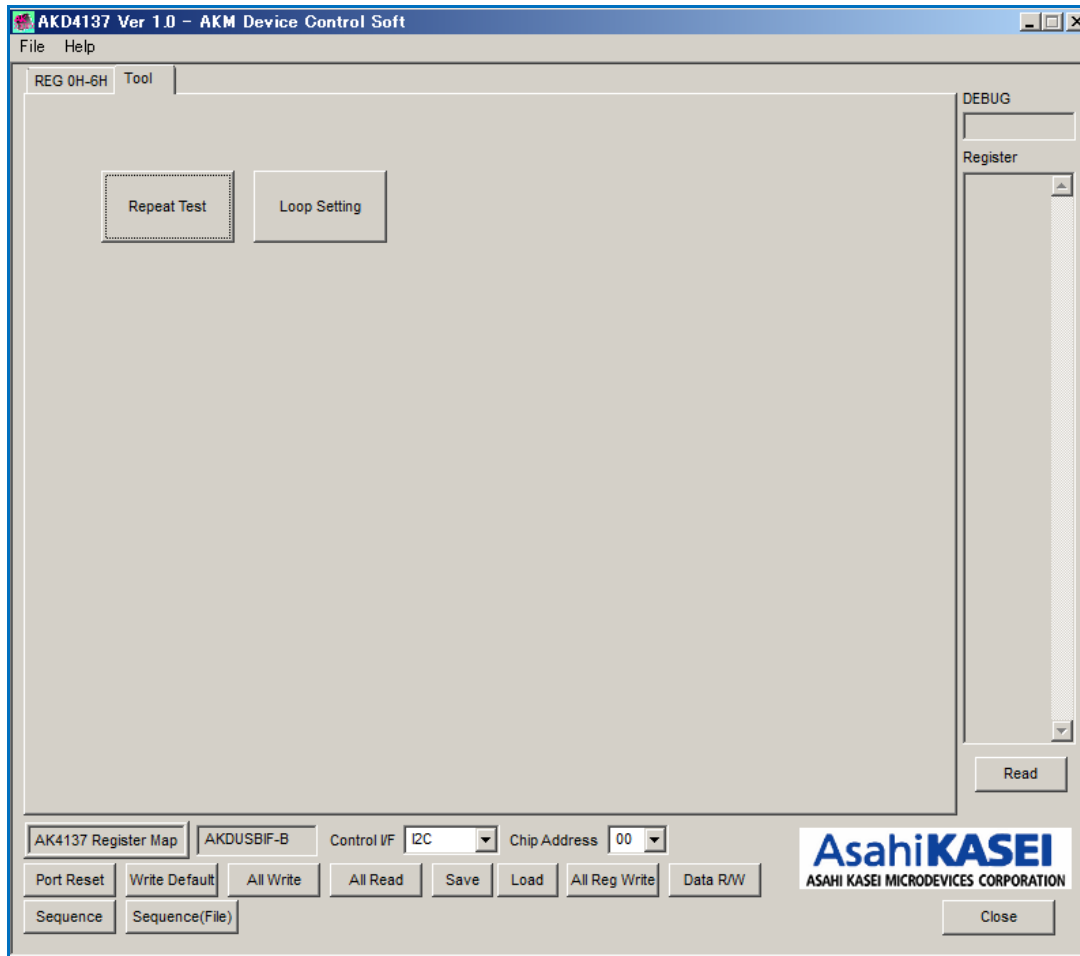 AKD4137 Ver 1.0 - AKM Device Control Soft
File Help
REG 0H-6H Tool
DEBUG
Register
Repeat Test Loop Setting
Read
AK4137 Register Map AKDUSBIF-B Control I/F I2C Chip Address 00
AsahiKASEI
ASAHI KASEI MICRODEVICES CORPORATION
Port Reset Write Default All Write All Read Save Load All Reg Write Data R/W
Sequence Sequence(File) Close